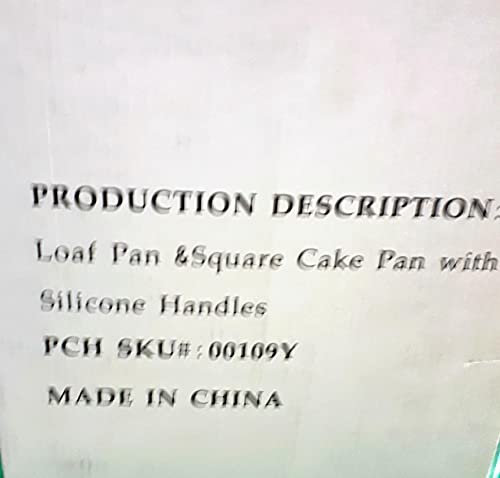 PRODUCTION DESCRIPTION:
Loaf Pan &Square Cake Pan with
Silicone Handles
PCH SKU#:00109Y
MADE IN CHINA